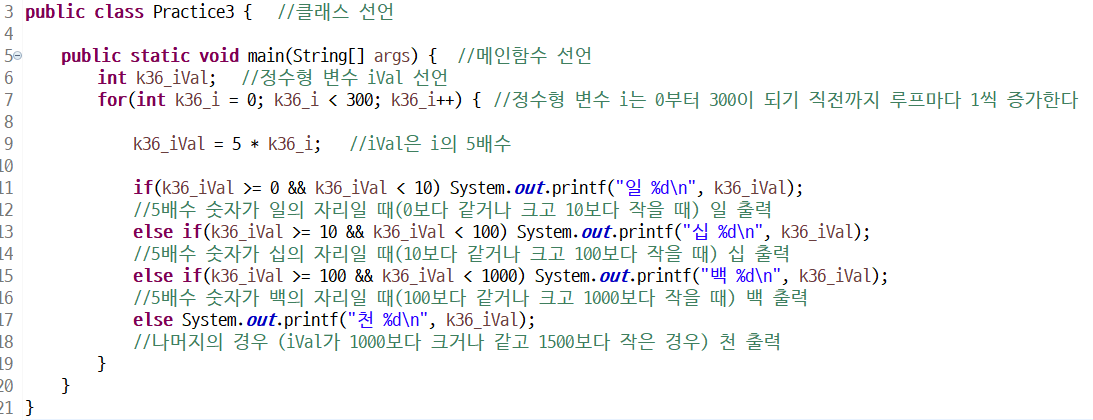 3 public class Practice3 {   //클래스 선언
4
5 public static void main(String[] args) {  //메인함수 선언
6 int k36_iVal;   //정수형 변수 iVal 선언
7 for(int k36_i = 0; k36_i < 300; k36_i++) { //정수형 변수 i는 0부터 300이 되기 직전까지 루프마다 1씩 증가한다
8
9 k36_iVal = 5 * k36_i;   //iVal은 i의 5배수
10
11 if(k36_iVal >= 0 && k36_iVal < 10) System.out.printf("일 %d\n", k36_iVal);
12 //5배수 숫자가 일의 자리일 때(0보다 같거나 크고 10보다 작을 때) 일 출력
13 else if(k36_iVal >= 10 && k36_iVal < 100) System.out.printf("십 %d\n", k36_iVal);
14 //5배수 숫자가 십의 자리일 때(10보다 같거나 크고 100보다 작을 때) 십 출력
15 else if(k36_iVal >= 100 && k36_iVal < 1000) System.out.printf("백 %d\n", k36_iVal);
16 //5배수 숫자가 백의 자리일 때(100보다 같거나 크고 1000보다 작을 때) 백 출력
17 else System.out.printf("천 %d\n", k36_iVal);
18 //나머지의 경우 (iVal가 1000보다 크거나 같고 1500보다 작은 경우) 천 출력
19 }
20 }
21 }